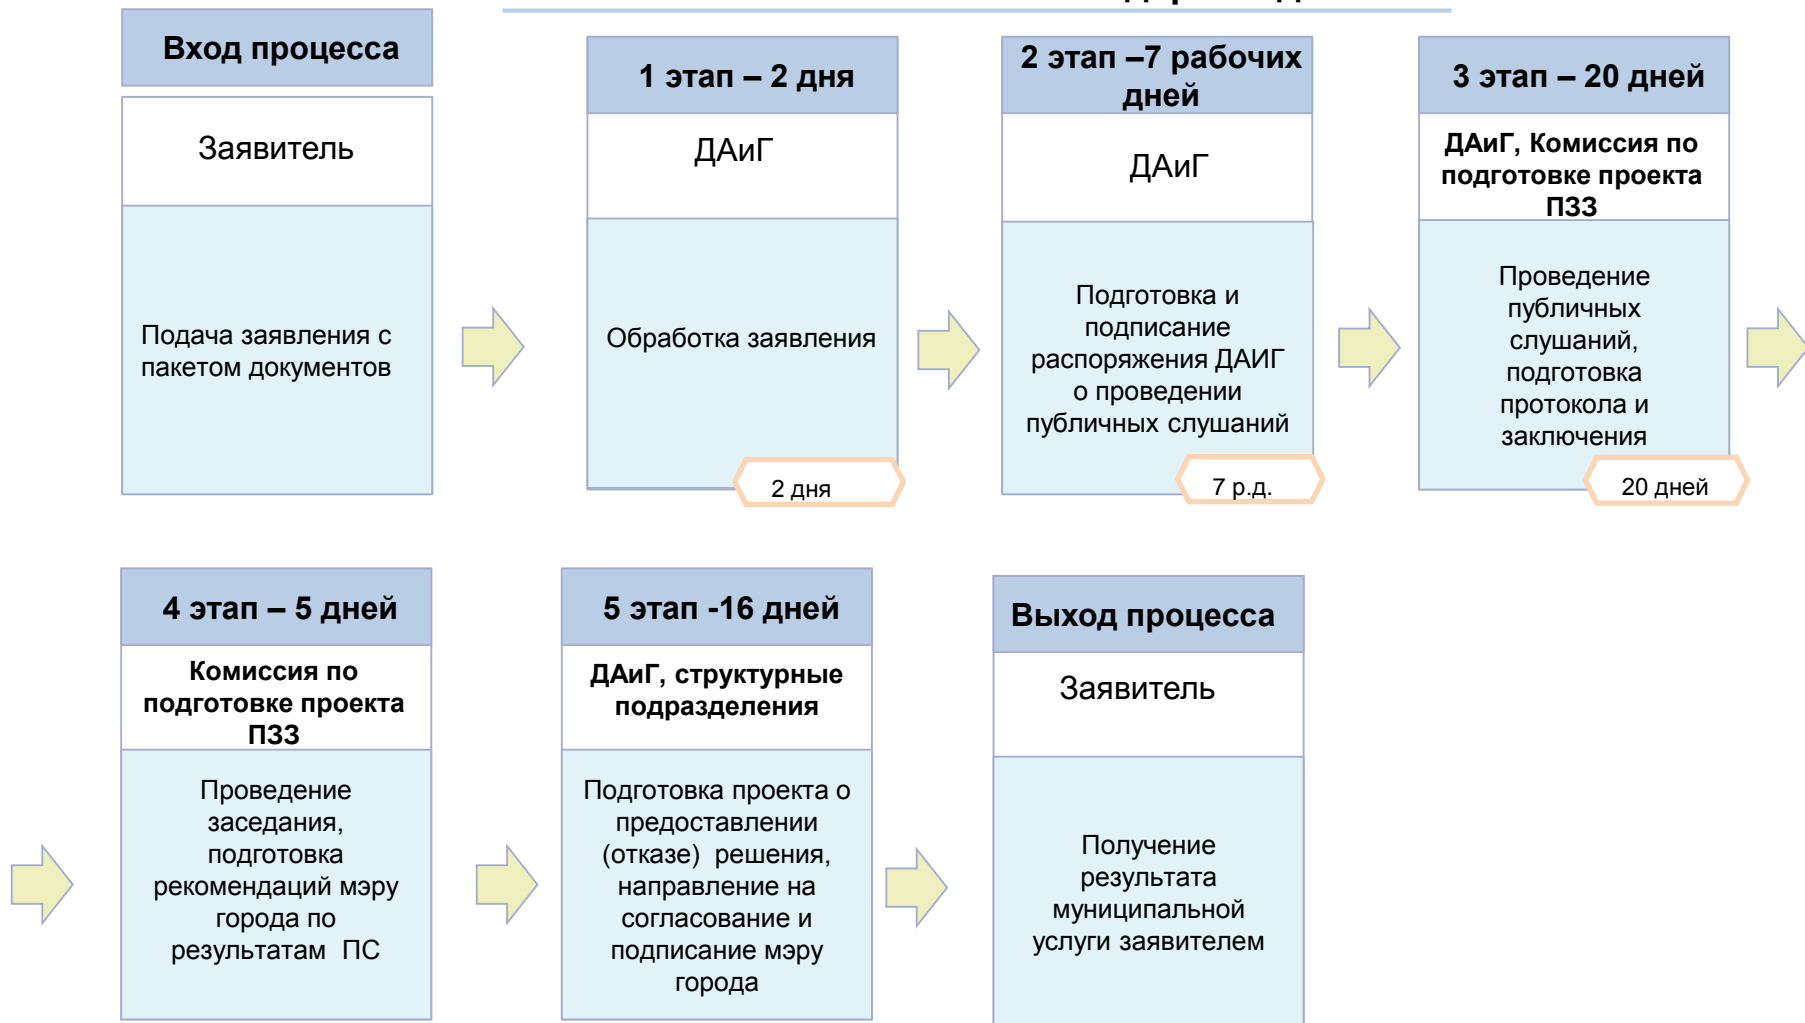 Вход процесса
Заявитель
Подача заявления с
пакетом документов
1 этап – 2 дня
ДАиГ
Обработка заявления
2 дня
2 этап –7 рабочих
дней
ДАиГ
Подготовка и
подписание
распоряжения ДАИГ
о проведении
публичных слушаний
7 р.д.
3 этап – 20 дней
ДАиГ, Комиссия по
подготовке проекта
ПЗЗ
Проведение
публичных
слушаний,
подготовка
протокола и
заключения
20 дней
4 этап – 5 дней
Комиссия по
подготовке проекта
ПЗЗ
Проведение
заседания,
подготовка
рекомендаций мэру
города по
результатам ПС
5 этап -16 дней
ДАиГ, структурные
подразделения
Подготовка проекта о
предоставлении
(отказе) решения,
направление на
согласование и
подписание мэру
города
Выход процесса
Заявитель
Получение
результата
муниципальной
услуги заявителем